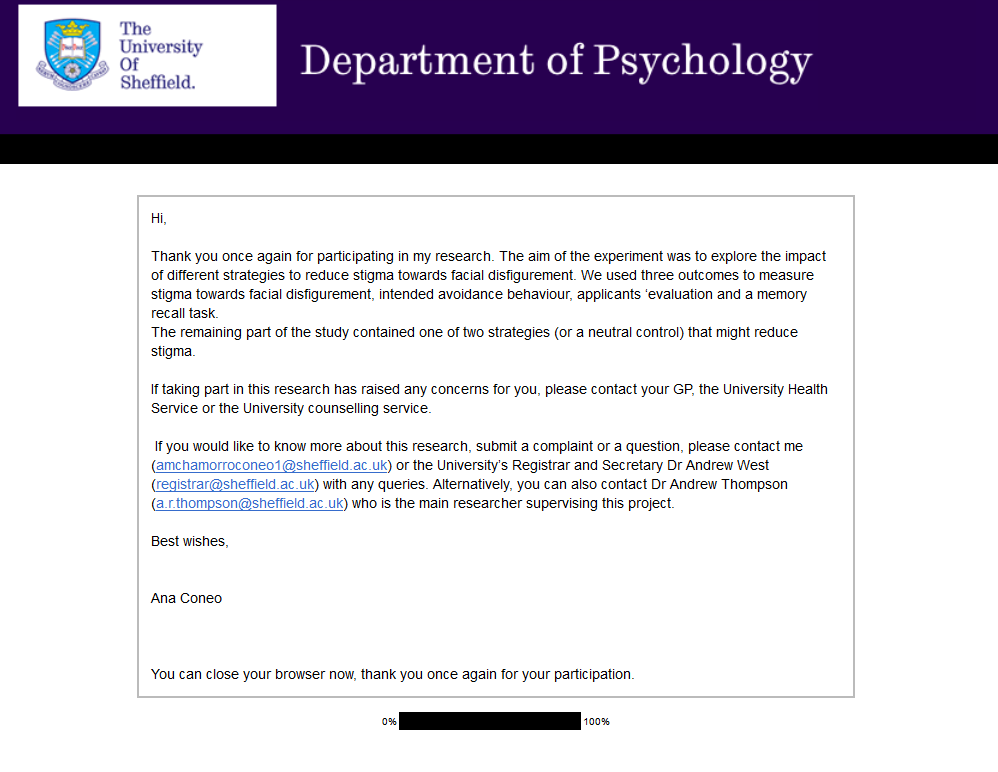 The
University
Of
Sheffield.
Department of Psychology
Hi,
Thank you once again for participating in my research. The aim of the experiment was to explore the impact
of different strategies to reduce stigma towards facial disfigurement. We used three outcomes to measure
stigma towards facial disfigurement, intended avoidance behaviour, applicants ‘evaluation and a memory
recall task.
The remaining part of the study contained one of two strategies (or a neutral control) that might reduce
stigma.
If taking part in this research has raised any concerns for you, please contact your GP, the University Health
Service or the University counselling service.
If you would like to know more about this research, submit a complaint or a question, please contact me
(amchamorroconeo1@sheffield.ac.uk) or the University’s Registrar and Secretary Dr Andrew West
(registrar@sheffield.ac.uk) with any queries. Alternatively, you can also contact Dr Andrew Thompson
(a.r.thompson@sheffield.ac.uk) who is the main researcher supervising this project.
Best wishes,
Ana Coneo
You can close your browser now, thank you once again for your participation.
0% 100%